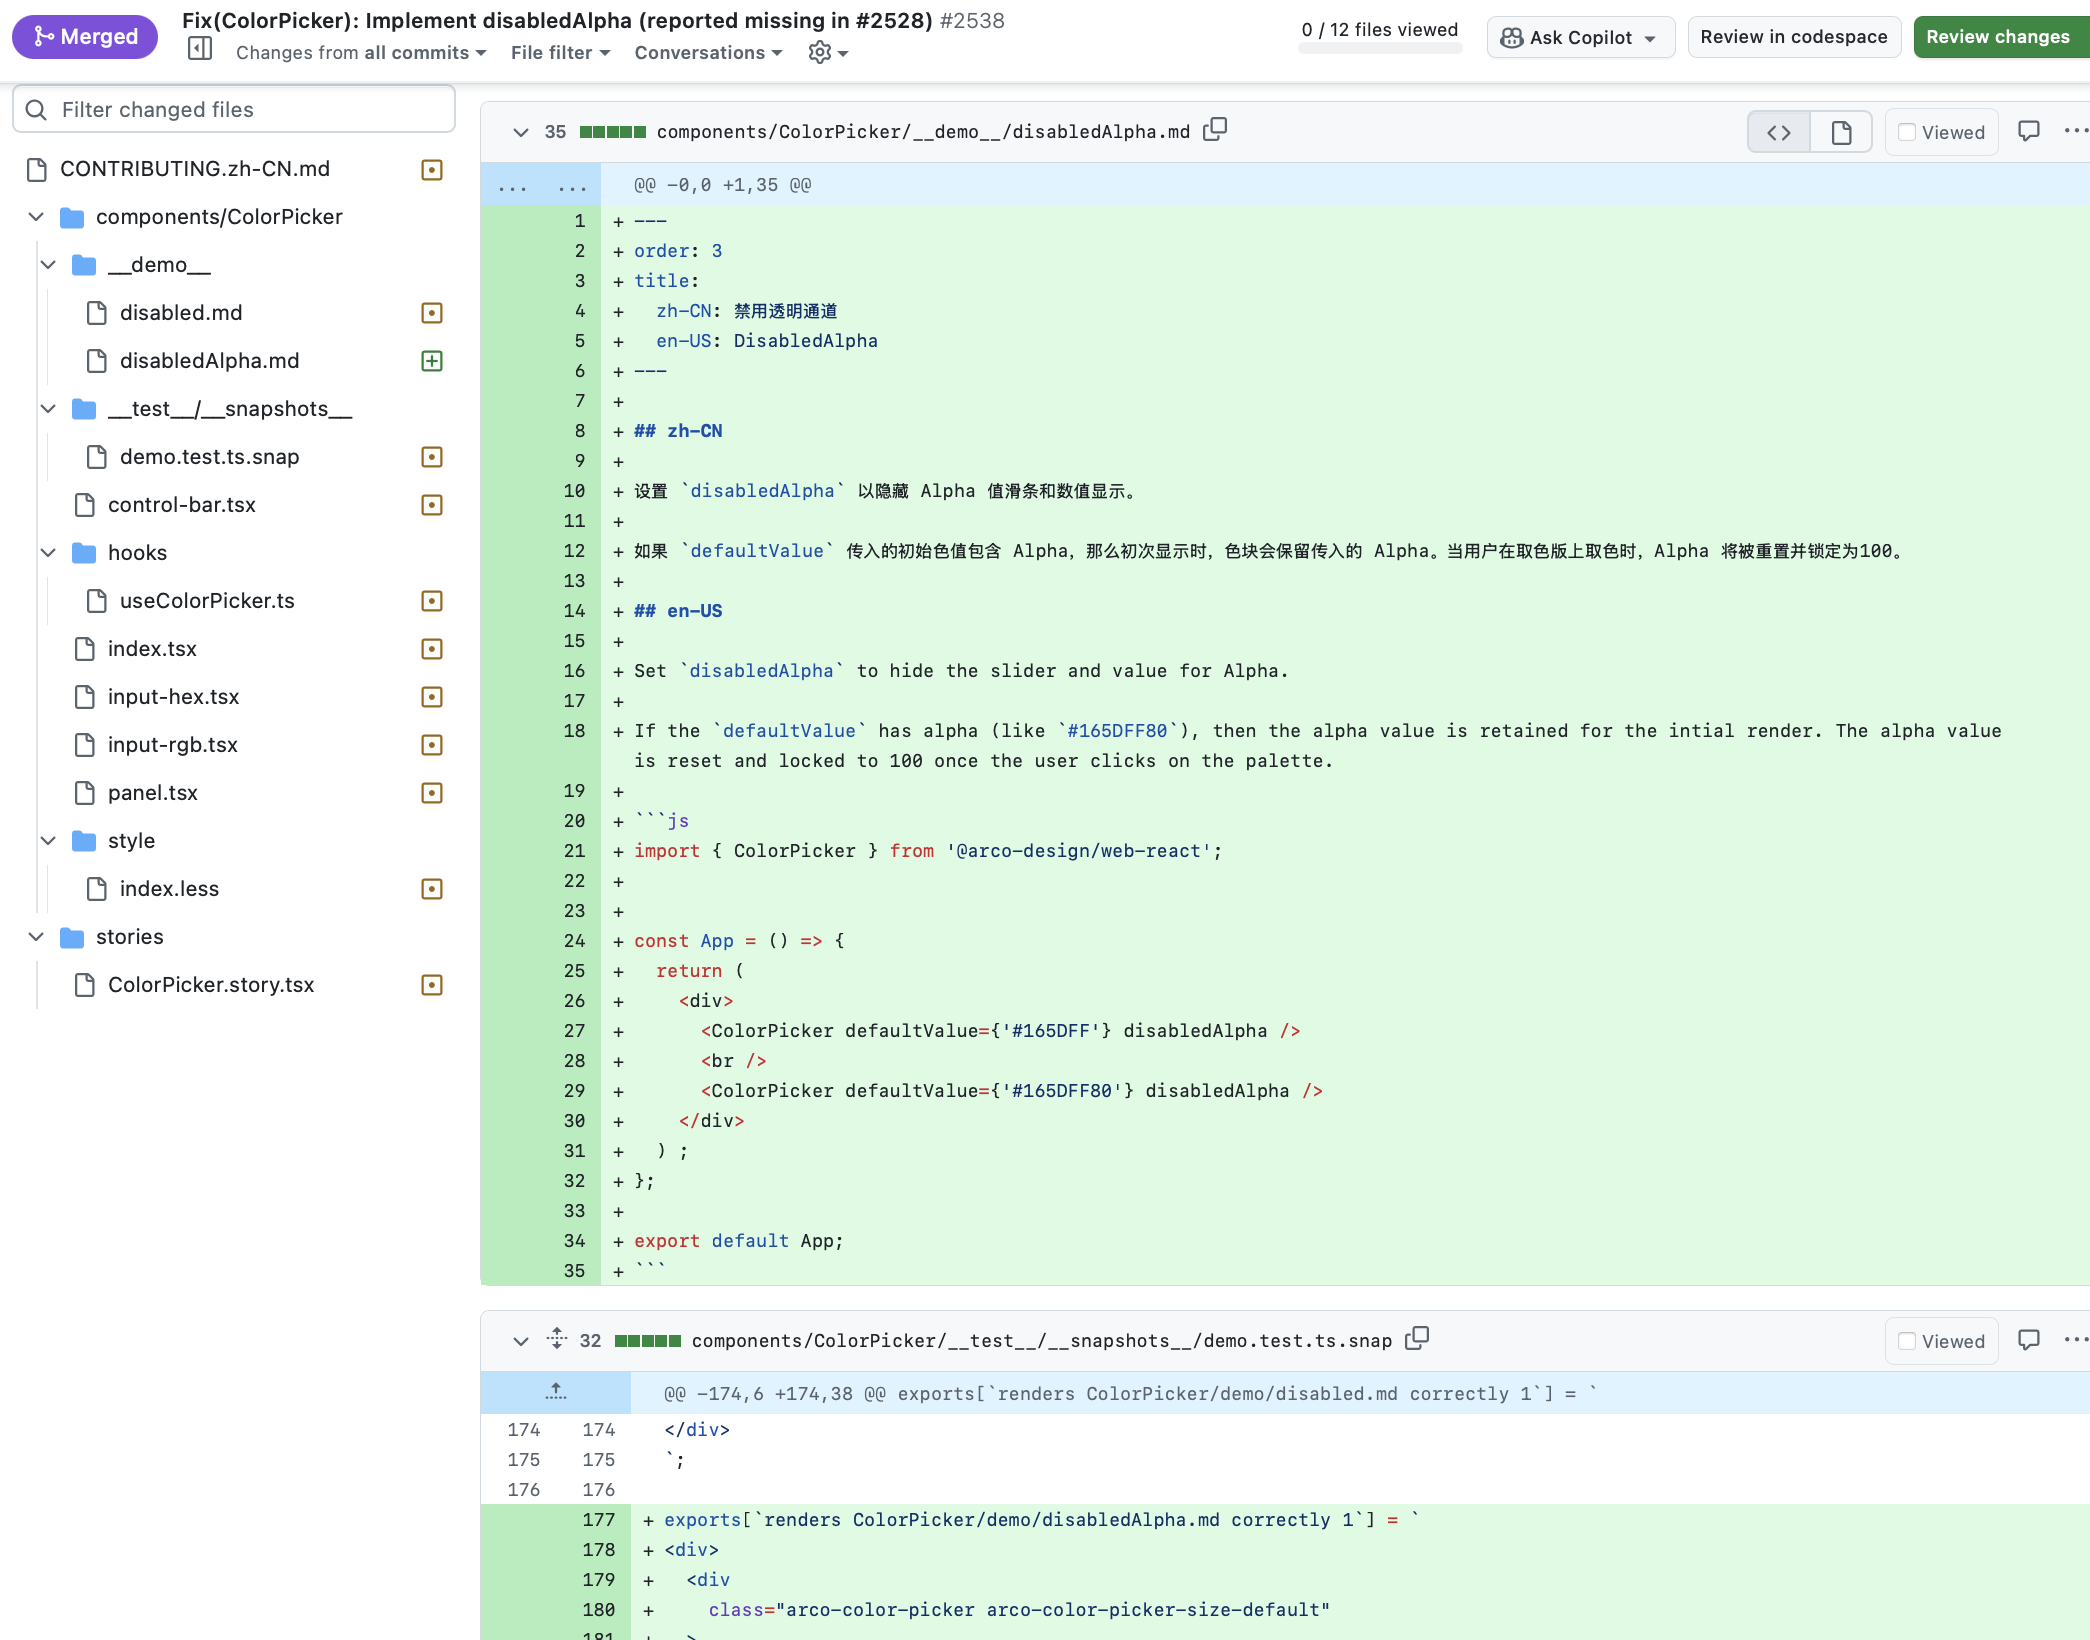 Merged
Fix(ColorPicker): Implement disabledAlpha (reported missing in #2528) #2538
Changes from all commits
File filter
Conversations
0 / 12 files viewed
Ask Copilot
Review in codespace
Review changes
Filter changed files
CONTRIBUTING.zh-CN.md
components/ColorPicker
__demo__
disabled.md
disabledAlpha.md
__test__/__snapshots__
demo.test.ts.snap
control-bar.tsx
hooks
useColorPicker.ts
index.tsx
input-hex.tsx
input-rgb.tsx
panel.tsx
style
index.less
stories
ColorPicker.story.tsx
35 components/ColorPicker/__demo__/disabledAlpha.md
Viewed
... ... @@ -0,0 +1,35 @@
1 + ---
2 + order: 3
3 + title:
4 +   zh-CN: 禁用透明通道
5 +   en-US: DisabledAlpha
6 + ---
7 +
8 + ## zh-CN
9 +
10 + 设置 `disabledAlpha` 以隐藏 Alpha 值滑条和数值显示。
11 +
12 + 如果 `defaultValue` 传入的初始色值包含 Alpha，那么初次显示时，色块会保留传入的 Alpha。当用户在取色版上取色时，Alpha 将被重置并锁定为100。
13 +
14 + ## en-US
15 +
16 + Set `disabledAlpha` to hide the slider and value for Alpha.
17 +
18 + If the `defaultValue` has alpha (like `#165DFF80`), then the alpha value is retained for the intial render. The alpha value
is reset and locked to 100 once the user clicks on the palette.
19 +
20 + ```js
21 + import { ColorPicker } from '@arco-design/web-react';
22 +
23 +
24 + const App = () => {
25 +   return (
26 +     <div>
27 +       <ColorPicker defaultValue={'#165DFF'} disabledAlpha />
28 +       <br />
29 +       <ColorPicker defaultValue={'#165DFF80'} disabledAlpha />
30 +     </div>
31 +   ) ;
32 + };
33 +
34 + export default App;
35 + ```
32 components/ColorPicker/__test__/__snapshots__/demo.test.ts.snap
Viewed
@@ -174,6 +174,38 @@ exports[`renders ColorPicker/demo/disabled.md correctly 1`] = `
174 174 </div>
175 175 `;
176 176
177 + exports[`renders ColorPicker/demo/disabledAlpha.md correctly 1`] = `
178 + <div>
179 +   <div
180 +     class="arco-color-picker arco-color-picker-size-default"
181 +   >